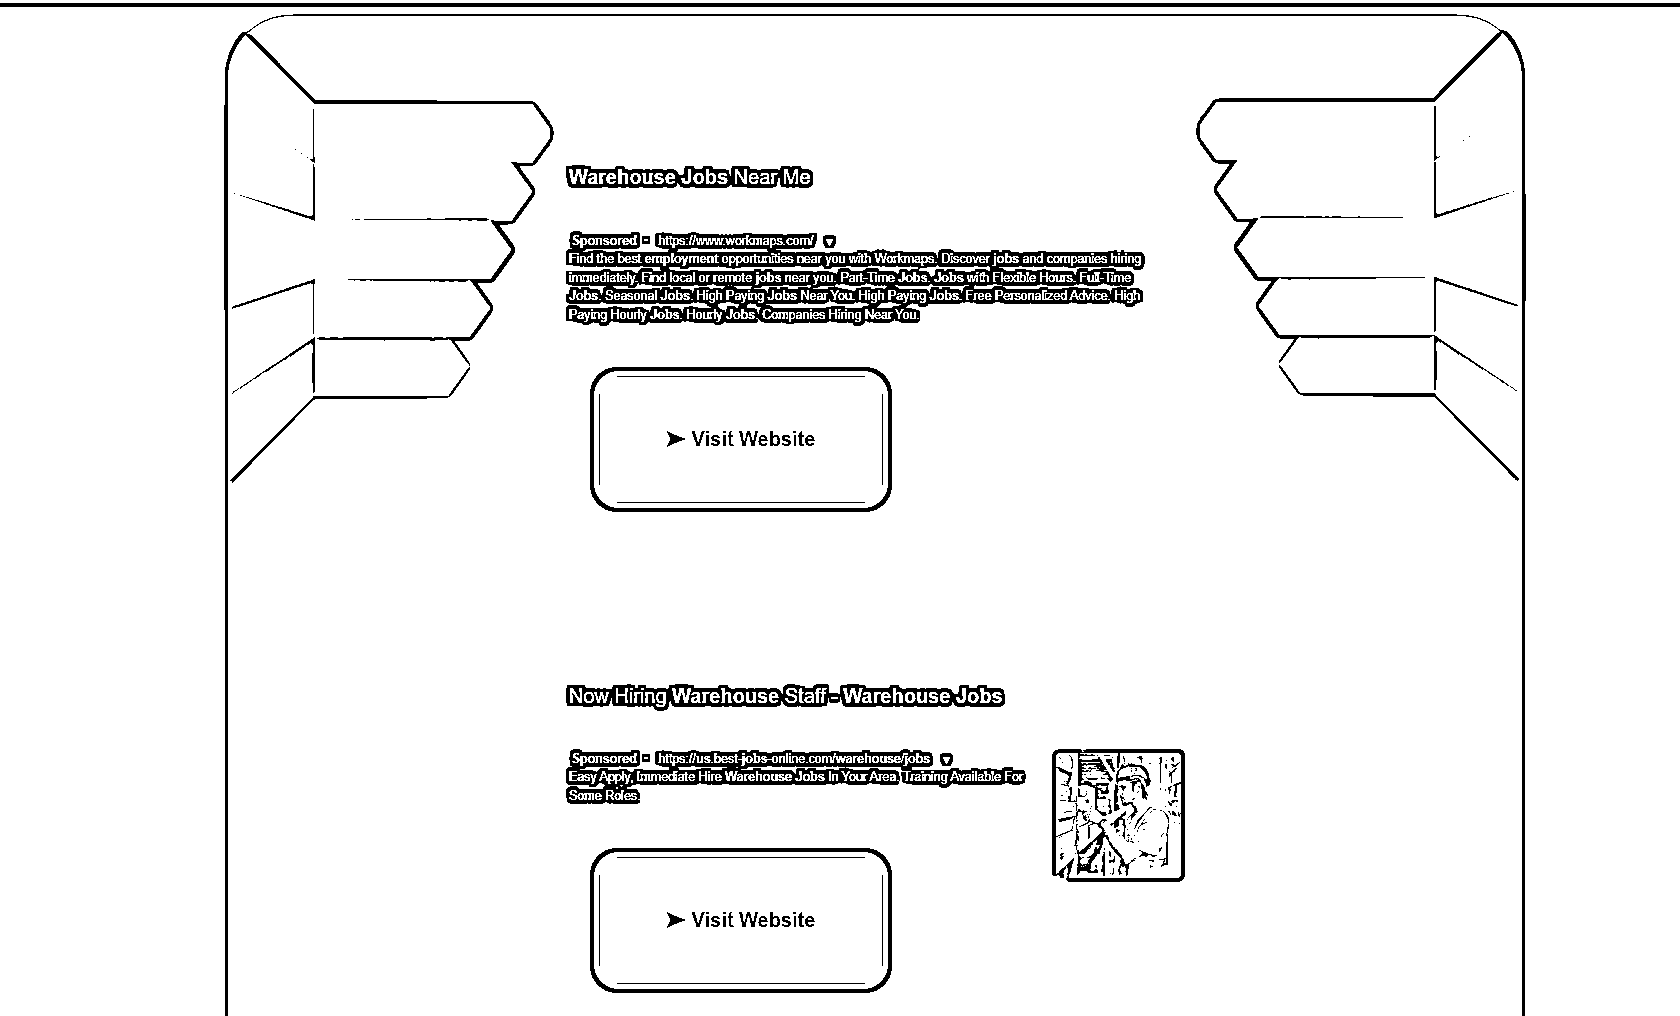 Warehouse Jobs Near Me
Sponsored - https://www.workmaps.com/
Find the best employment opportunities near you with Workmaps. Discover jobs and companies hiring
immediately. Find local or remote jobs near you. Part-Time Jobs. Jobs with Flexible Hours. Full-Time
Jobs. Seasonal Jobs. High Paying Jobs Near You. High Paying Jobs. Free Personalized Advice. High
Paying Hourly Jobs. Hourly Jobs. Companies Hiring Near You.
➤ Visit Website
Now Hiring Warehouse Staff - Warehouse Jobs
Sponsored - https://us.best-jobs-online.com/warehouse/jobs
Easy Apply, Immediate Hire Warehouse Jobs In Your Area, Training Available For
Some Roles.
➤ Visit Website